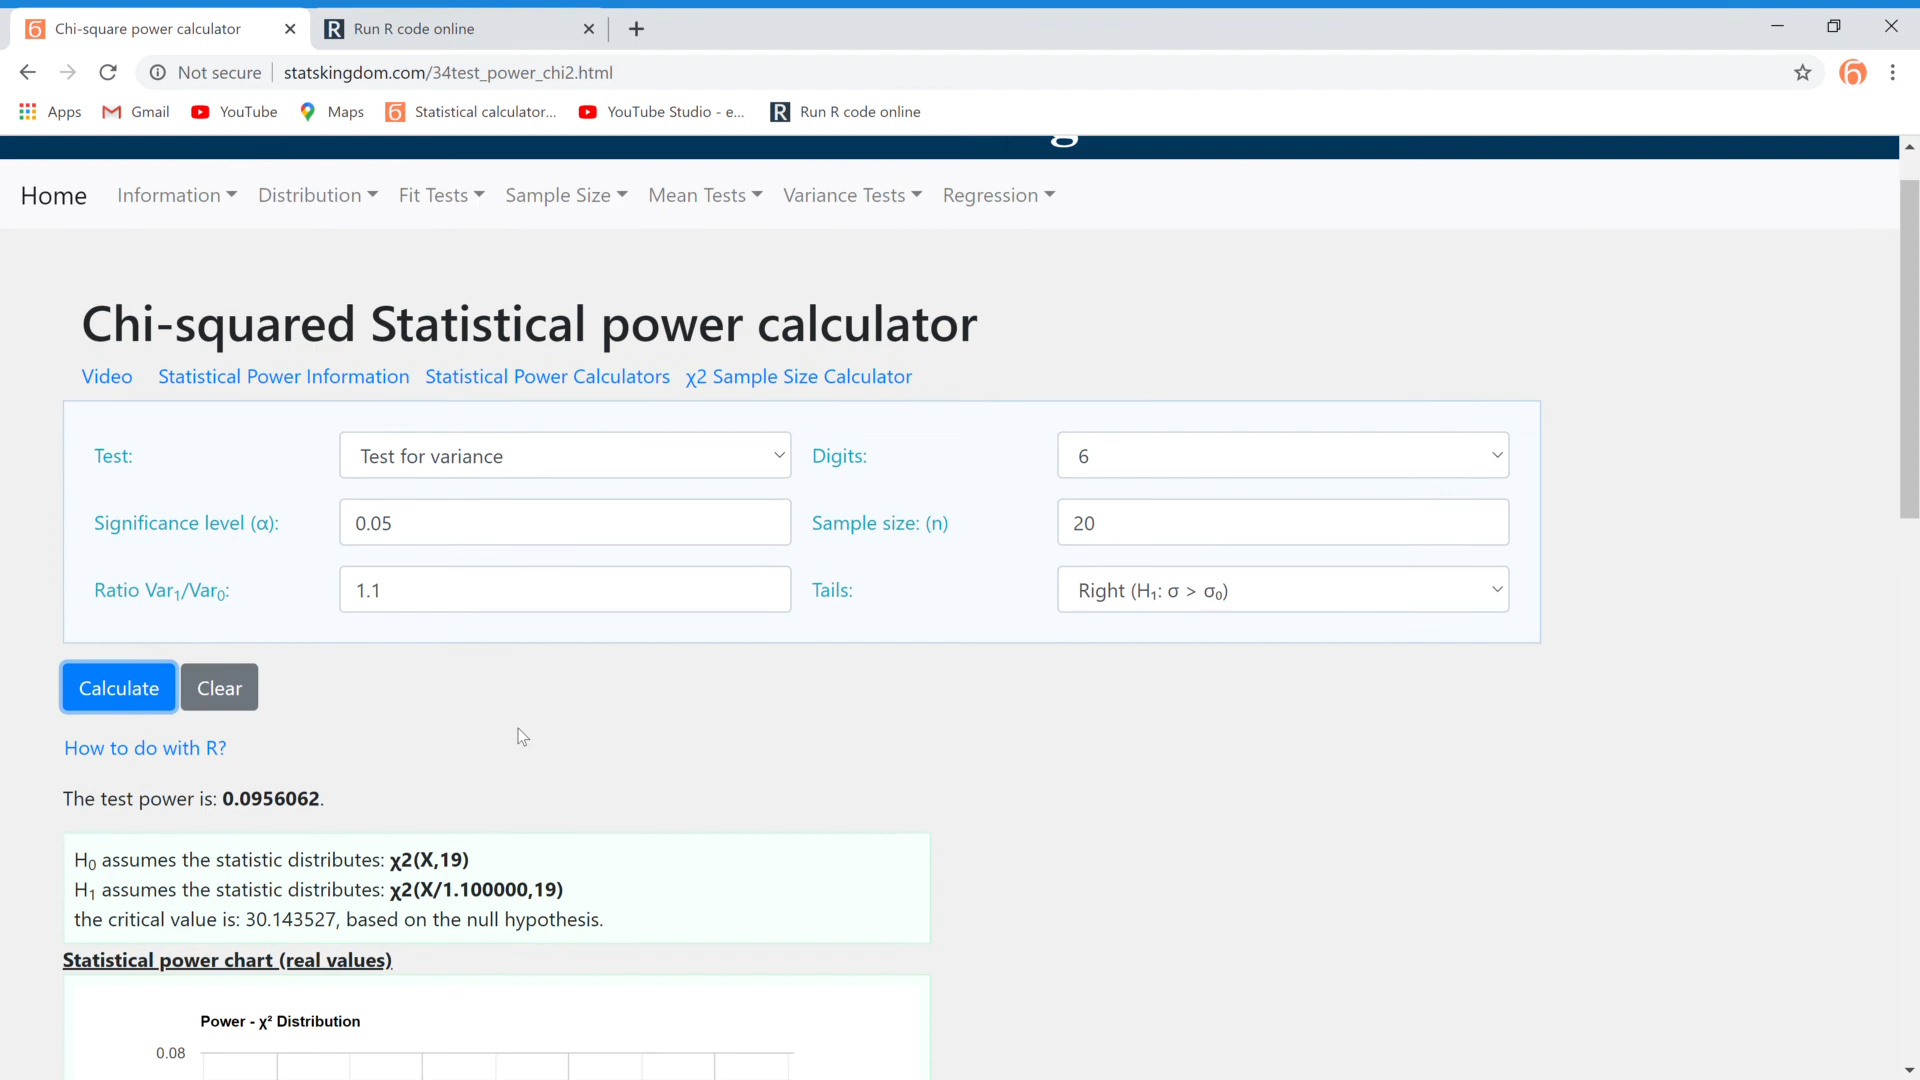 Chi-square power calculator
Run R code online
Not secure
statskingdom.com/34test_power_chi2.html
Apps
Gmail
YouTube
Maps
Statistical calculator...
YouTube Studio - e...
Run R code online
Home
Information
Distribution
Fit Tests
Sample Size
Mean Tests
Variance Tests
Regression
Chi-squared Statistical power calculator
Video
Statistical Power Information
Statistical Power Calculators
χ2 Sample Size Calculator
Test:
Test for variance
Digits:
6
Significance level (α):
0.05
Sample size: (n)
20
Ratio Var₁/Var₀:
1.1
Tails:
Right (H₁: σ > σ₀)
Calculate
Clear
How to do with R?
The test power is: 0.0956062.
H₀ assumes the statistic distributes: χ2(X,19)
H₁ assumes the statistic distributes: χ2(X/1.100000,19)
the critical value is: 30.143527, based on the null hypothesis.
Statistical power chart (real values)
Power - χ² Distribution
0.08